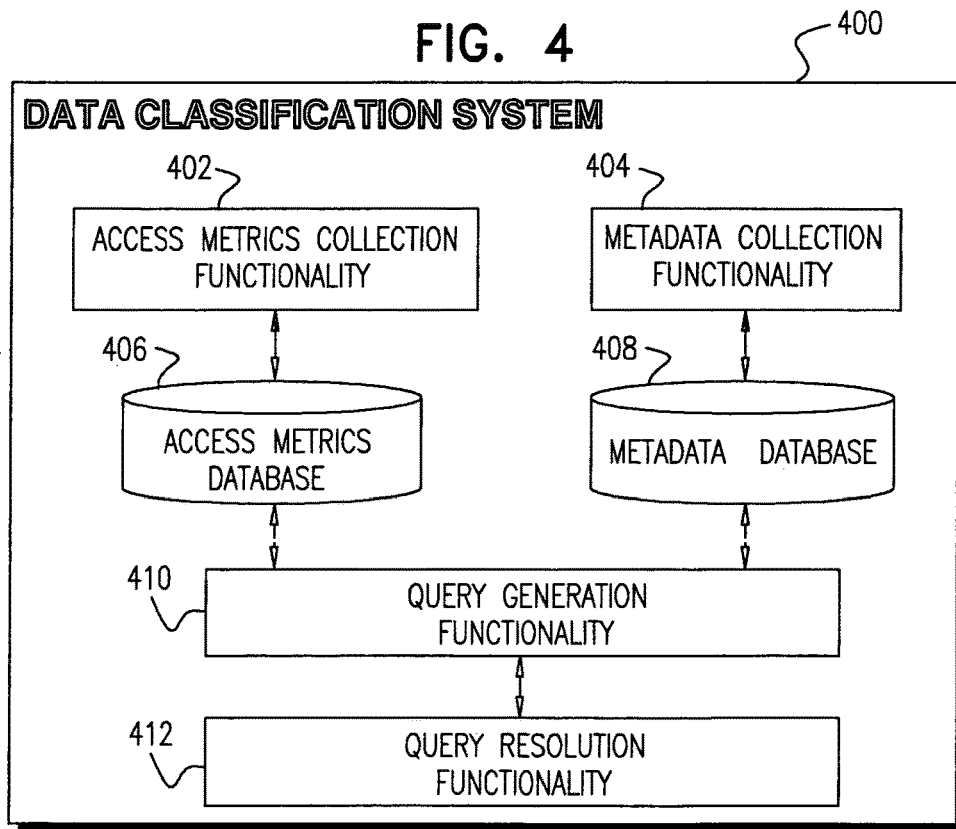 FIG. 4
400
DATA CLASSIFICATION SYSTEM
402
ACCESS METRICS COLLECTION
FUNCTIONALITY
404
METADATA COLLECTION
FUNCTIONALITY
406
ACCESS METRICS
DATABASE
408
METADATA DATABASE
410
QUERY GENERATION
FUNCTIONALITY
412
QUERY RESOLUTION
FUNCTIONALITY